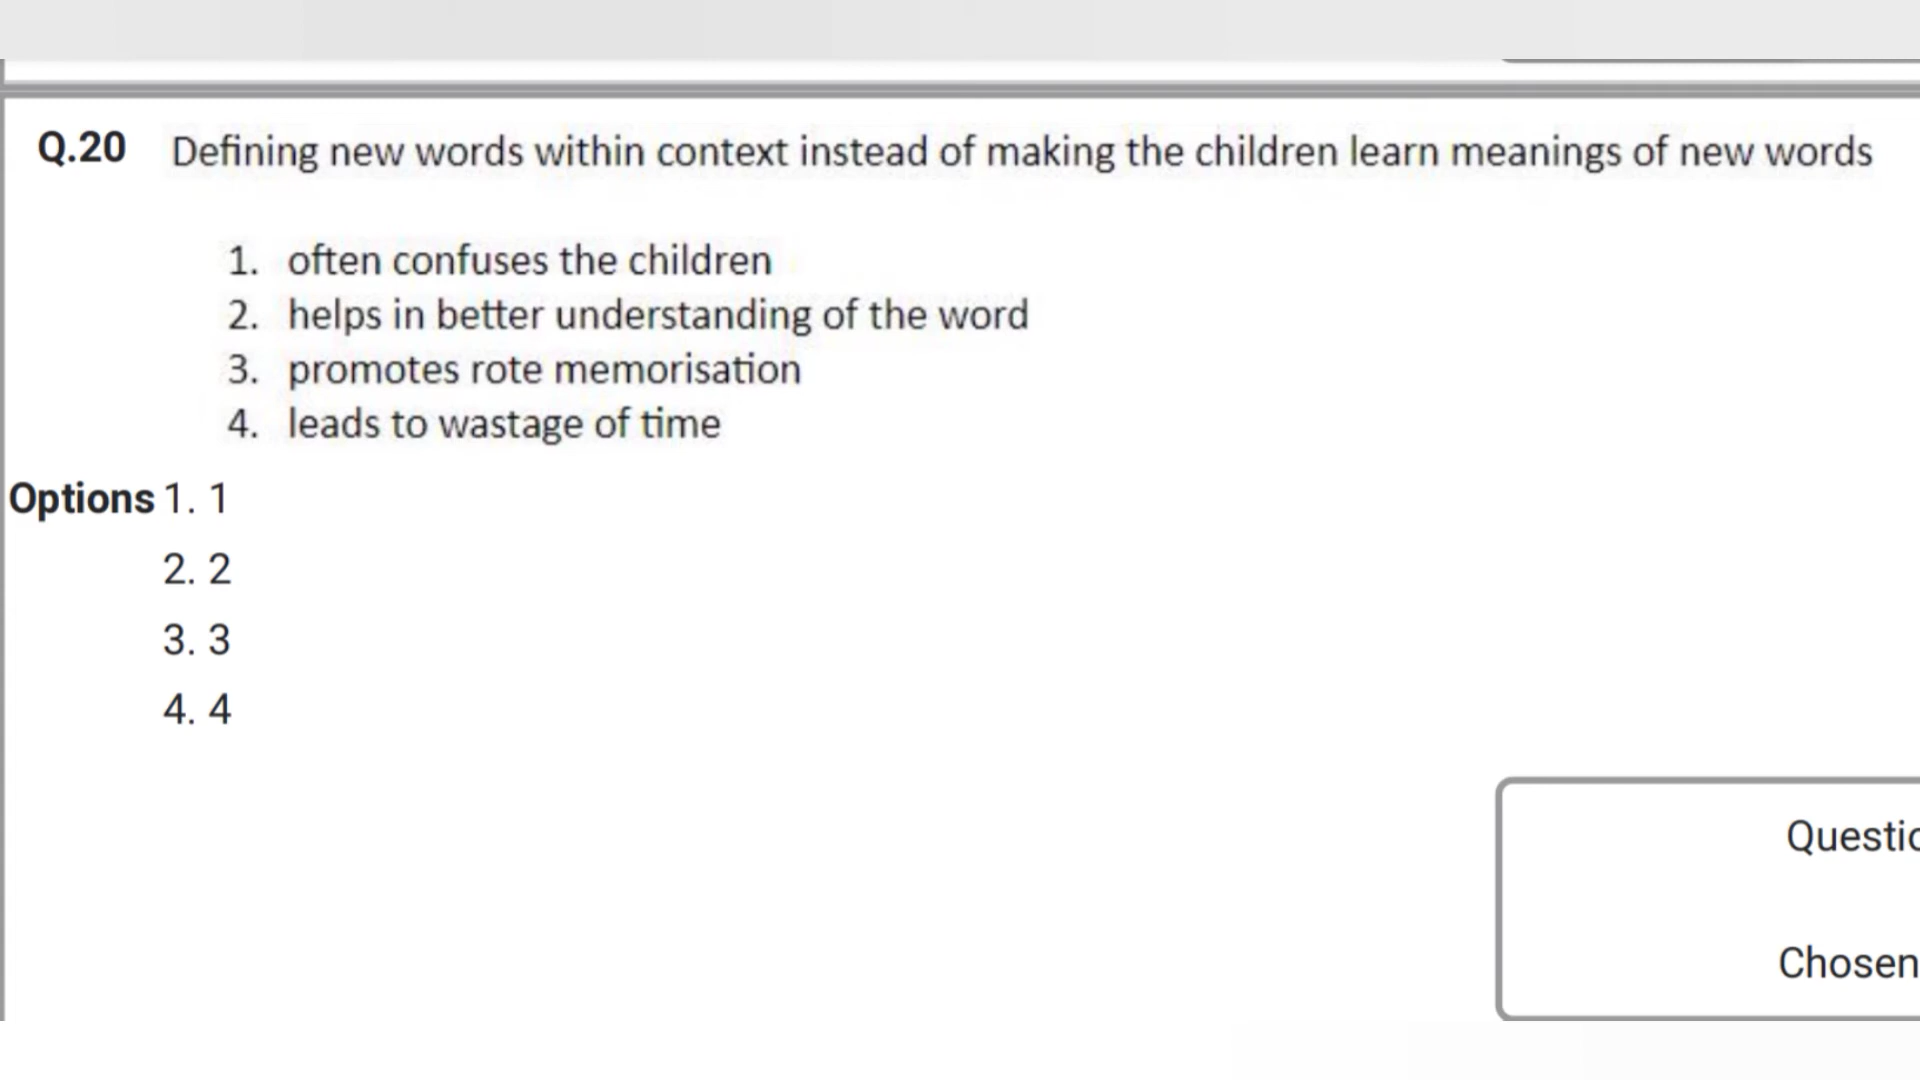 Q.20 Defining new words within context instead of making the children learn meanings of new words
1. often confuses the children
2. helps in better understanding of the word
3. promotes rote memorisation
4. leads to wastage of time
Options 1. 1
2. 2
3. 3
4. 4
Chosen